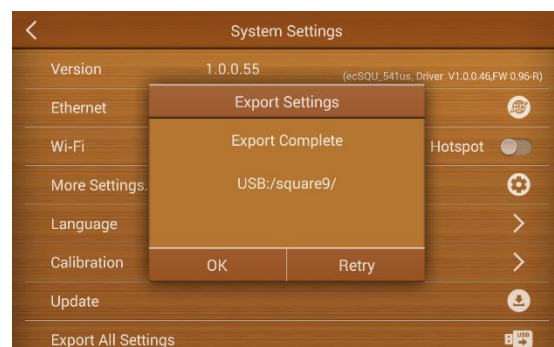 System Settings
Version 1.0.0.55 (ecSQU_541us, Driver V1.0.0.46,FW 0.96-R)
Ethernet
Export Settings
Wi-Fi
Export Complete
Hotspot
More Settings.
USB:/square9/
Language
Calibration
OK
Retry
Update
Export All Settings
USB